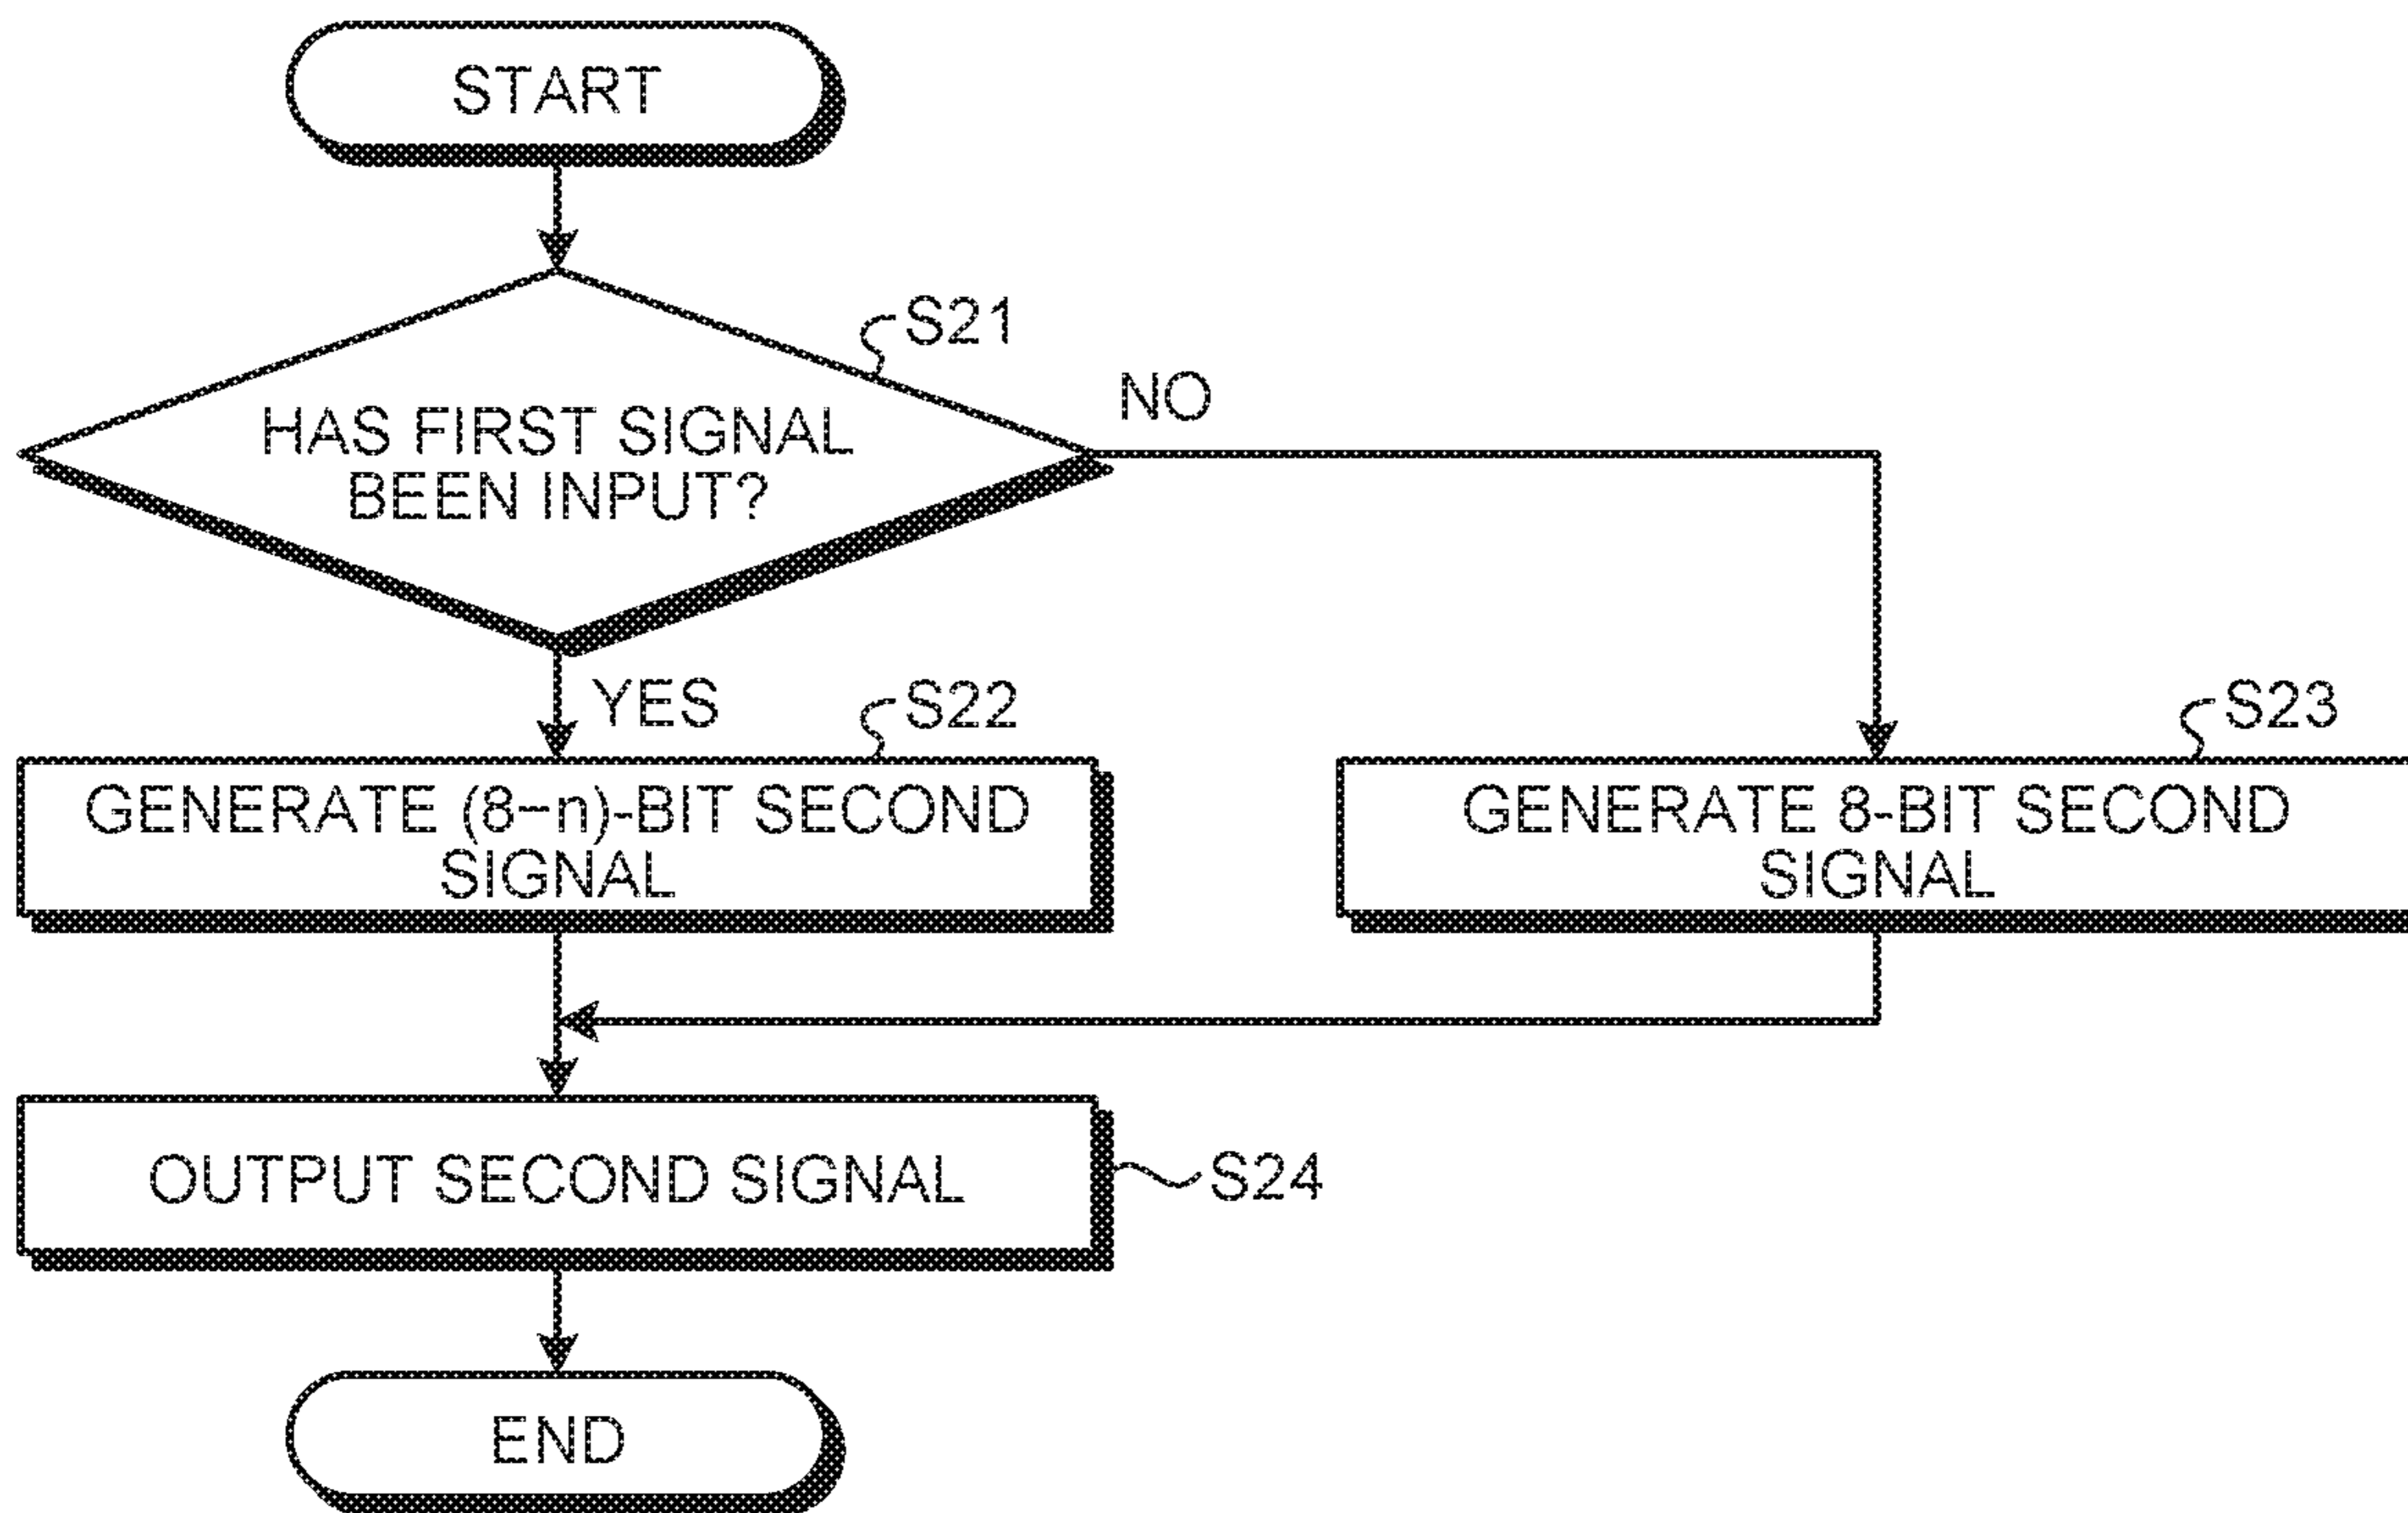 START
S21
HAS FIRST SIGNAL
BEEN INPUT?
NO
YES
S22
GENERATE (8−n)-BIT SECOND
SIGNAL
S23
GENERATE 8-BIT SECOND
SIGNAL
OUTPUT SECOND SIGNAL
S24
END